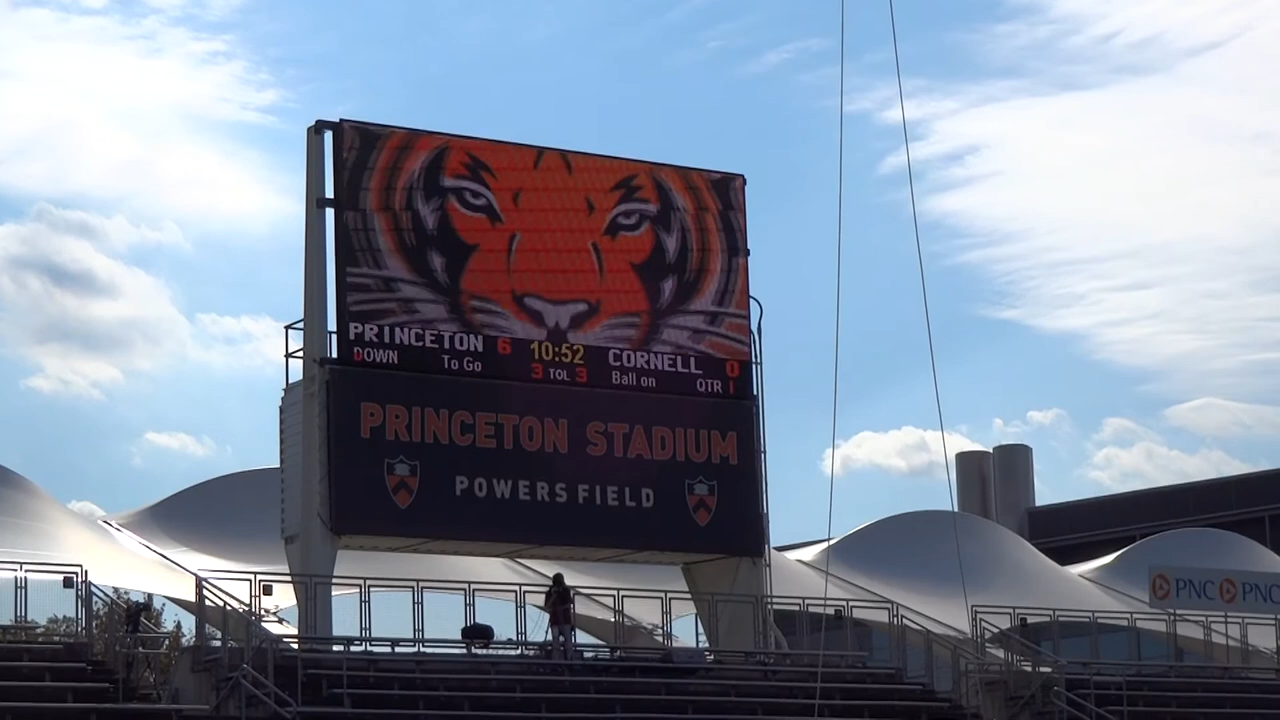 PRINCETON 6 10:52 CORNELL 0
DOWN To Go 3 TOL 3 Ball on QTR 1
PRINCETON STADIUM
POWERS FIELD
PNC PNC